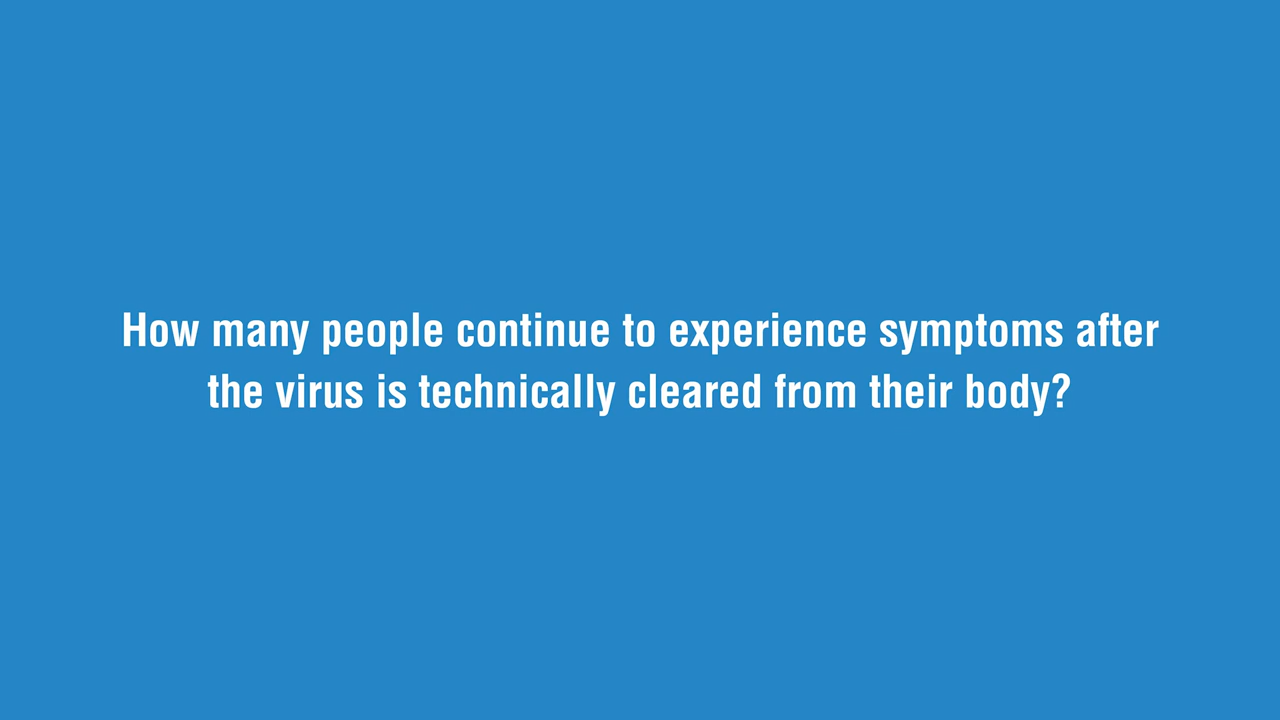 How many people continue to experience symptoms after
the virus is technically cleared from their body?